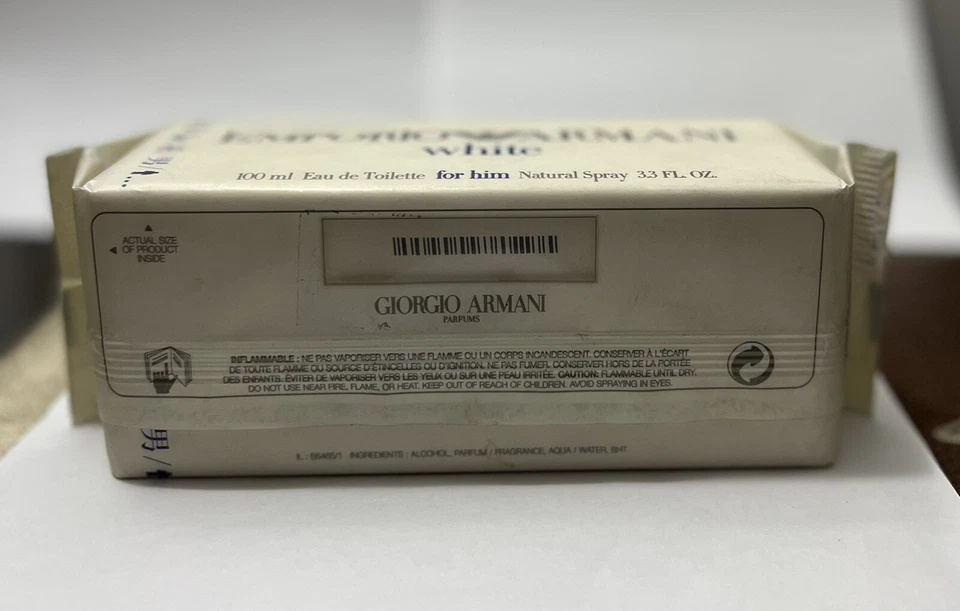 EMPORIO ARMANI
white
100 ml Eau de Toilette for him Natural Spray 3.3 FL. OZ.
ACTUAL SIZE
OF PRODUCT
INSIDE
GIORGIO ARMANI
PARFUMS
INFLAMMABLE : NE PAS VAPORISER VERS UNE FLAMME OU UN CORPS INCANDESCENT. CONSERVER À L'ÉCART
DE TOUTE FLAMME OU SOURCE D'ÉTINCELLES OU D'IGNITION. NE PAS FUMER. CONSERVER HORS DE LA PORTÉE
DES ENFANTS. ÉVITER DE VAPORISER VERS LES YEUX OU SUR UNE PEAU IRRITÉE. CAUTION: FLAMMABLE UNTIL DRY.
DO NOT USE NEAR FIRE, FLAME, OR HEAT. KEEP OUT OF REACH OF CHILDREN. AVOID SPRAYING IN EYES.
男/
IL : B5465/1 INGREDIENTS : ALCOHOL, PARFUM / FRAGRANCE, AQUA / WATER, BHT